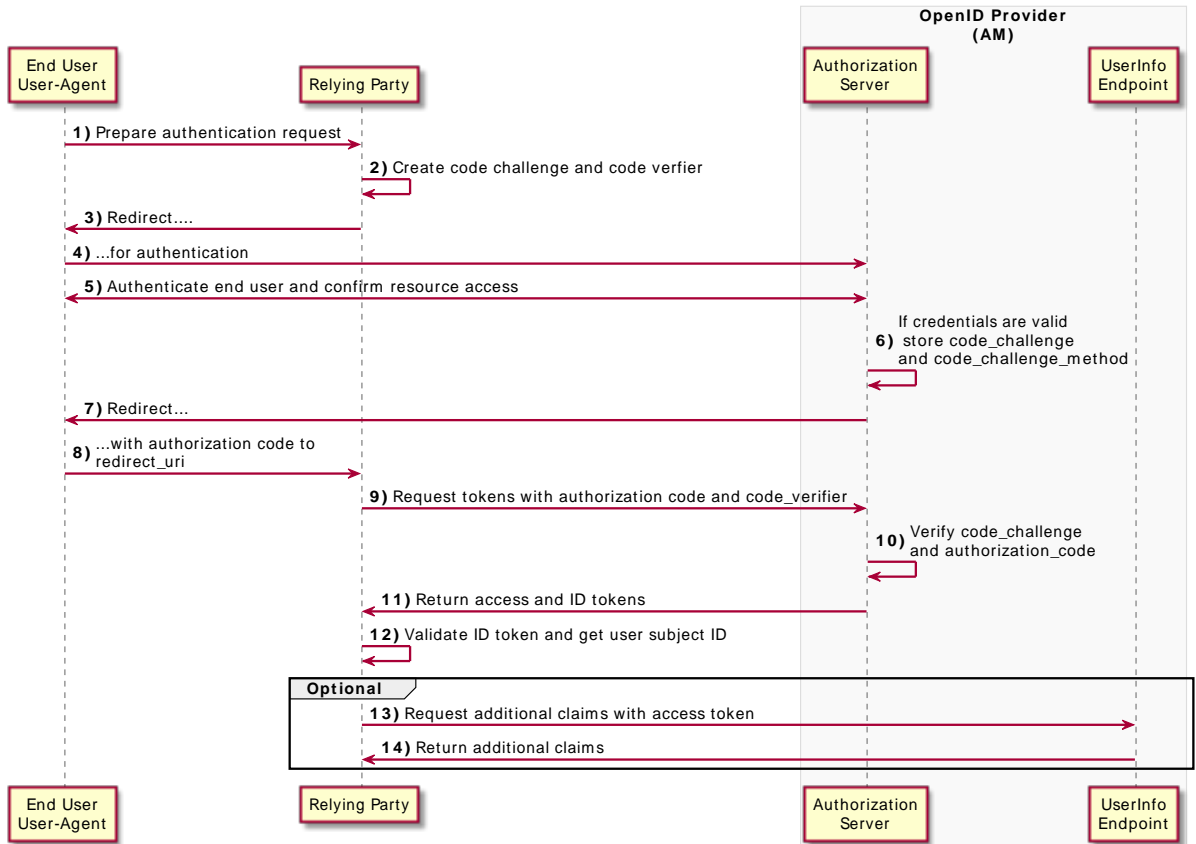 OpenID Provider
(AM)
End User
User-Agent
Relying Party
Authorization
Server
UserInfo
Endpoint
1) Prepare authentication request
2) Create code challenge and code verfier
3) Redirect....
4) ...for authentication
5) Authenticate end user and confirm resource access
If credentials are valid
6) store code_challenge
and code_challenge_method
7) Redirect...
8) ...with authorization code to
redirect_uri
9) Request tokens with authorization code and code_verifier
10) Verify code_challenge
and authorization_code
11) Return access and ID tokens
12) Validate ID token and get user subject ID
Optional
13) Request additional claims with access token
14) Return additional claims
End User
User-Agent
Relying Party
Authorization
Server
UserInfo
Endpoint